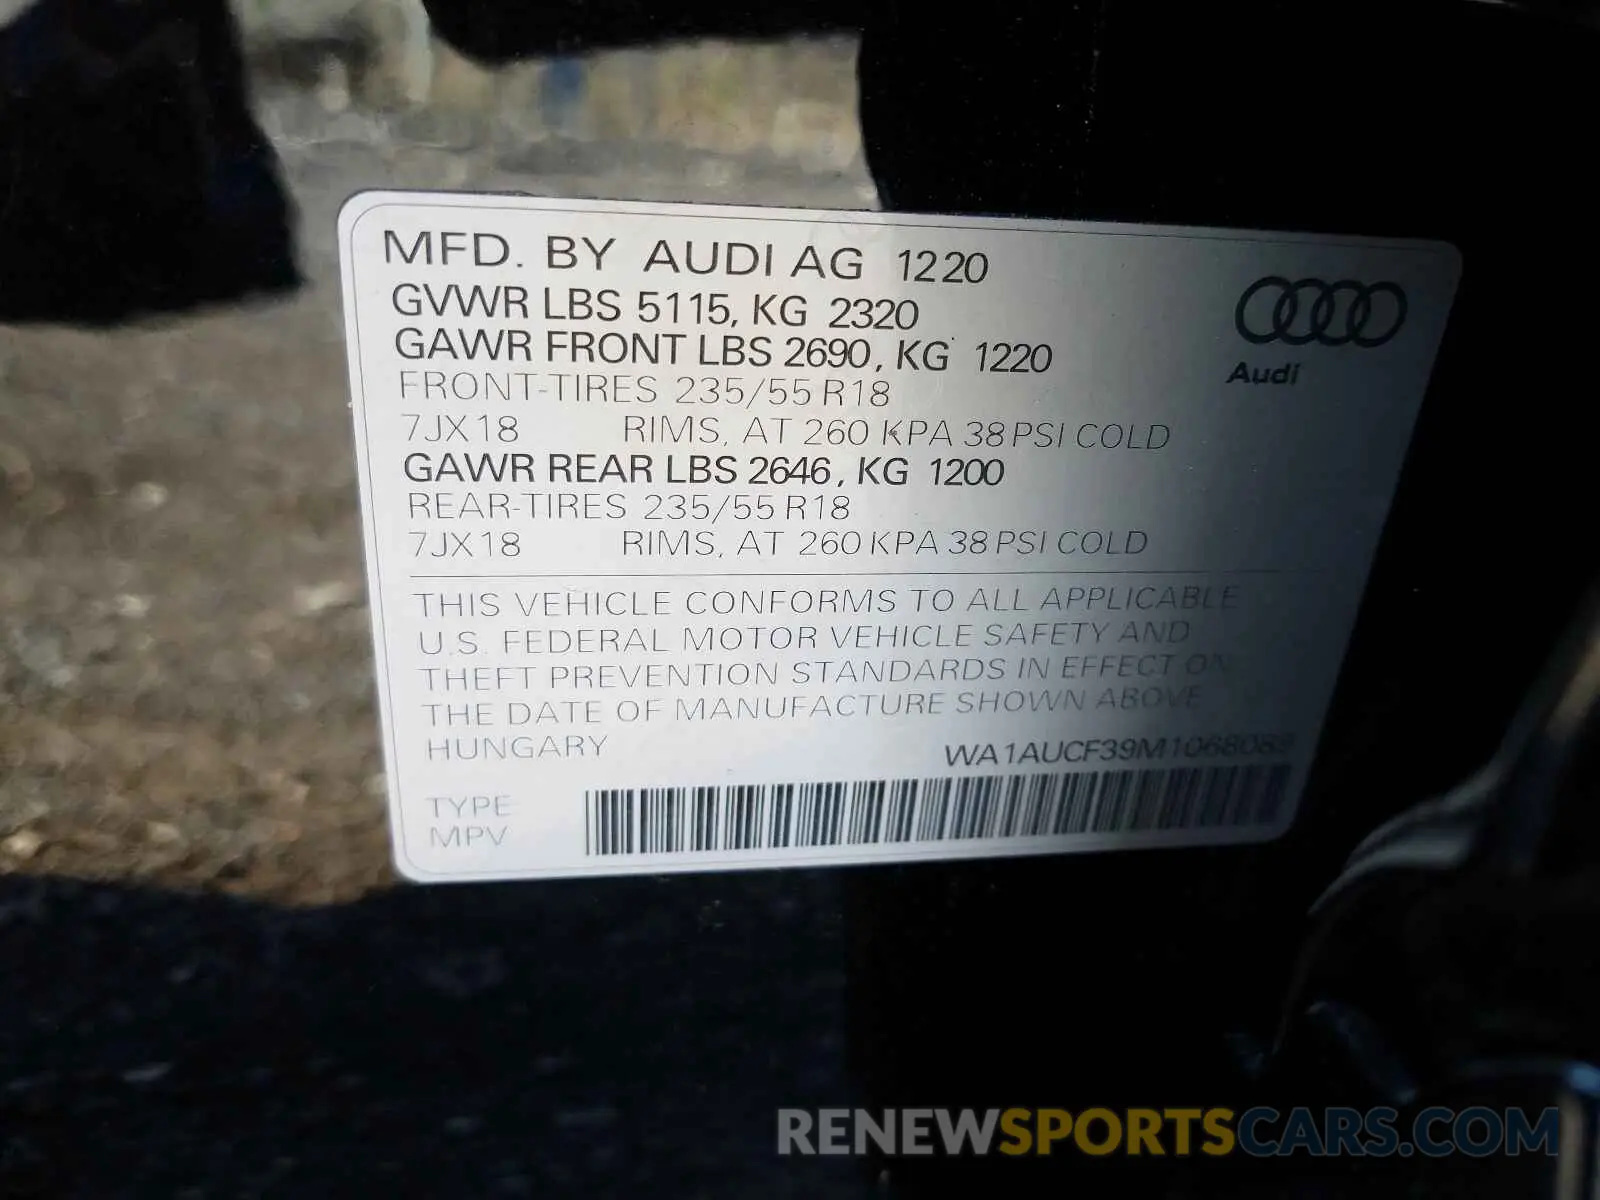 MFD. BY AUDI AG 1220
GVWR LBS 5115, KG 2320
GAWR FRONT LBS 2690, KG 1220
FRONT-TIRES 235/55 R18
7JX18 RIMS, AT 260 KPA 38 PSI COLD
GAWR REAR LBS 2646, KG 1200
REAR-TIRES 235/55 R18
7JX18 RIMS, AT 260 KPA 38 PSI COLD
Audi
THIS VEHICLE CONFORMS TO ALL APPLICABLE
U.S. FEDERAL MOTOR VEHICLE SAFETY AND
THEFT PREVENTION STANDARDS IN EFFECT ON
THE DATE OF MANUFACTURE SHOWN ABOVE
HUNGARY WA1AUCF39M1068089
TYPE
MPV
RENEWSPORTSCARS.COM